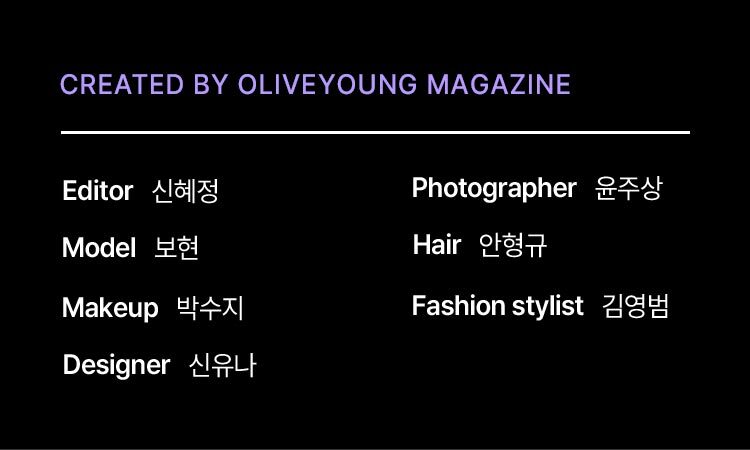 CREATED BY OLIVEYOUNG MAGAZINE
Editor 신혜정
Photographer 윤주상
Model 보현
Hair 안형규
Makeup 박수지
Fashion stylist 김영범
Designer 신유나